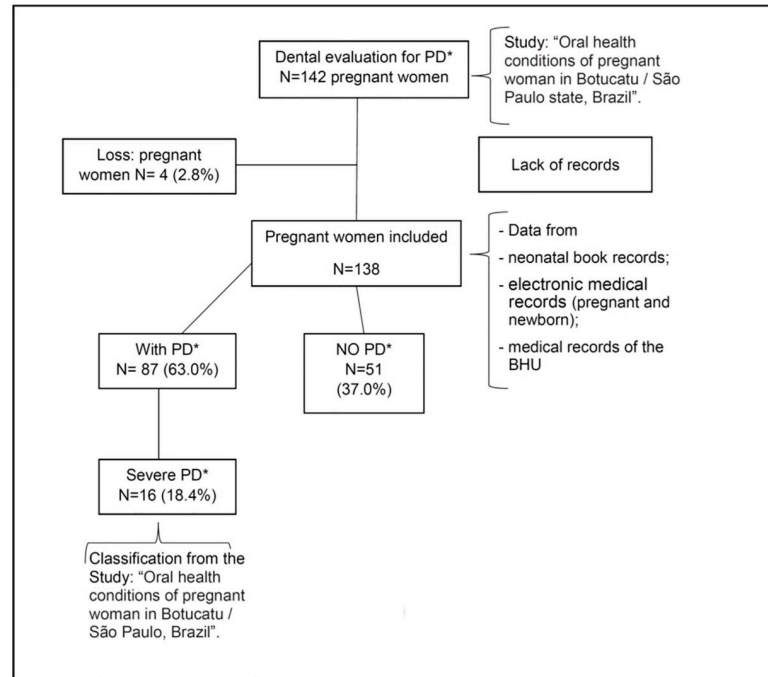 Dental evaluation for PD*
N=142 pregnant women
Study: “Oral health
conditions of pregnant
woman in Botucatu / São
Paulo state, Brazil”.
Loss: pregnant
women N= 4 (2.8%)
Lack of records
Pregnant women included
N=138
- Data from
- neonatal book records;
- electronic medical
records (pregnant and
newborn);
- medical records of the
BHU
With PD*
N= 87 (63.0%)
NO PD*
N=51
(37.0%)
Severe PD*
N=16 (18.4%)
Classification from the
Study: “Oral health
conditions of pregnant
woman in Botucatu /
São Paulo, Brazil”.